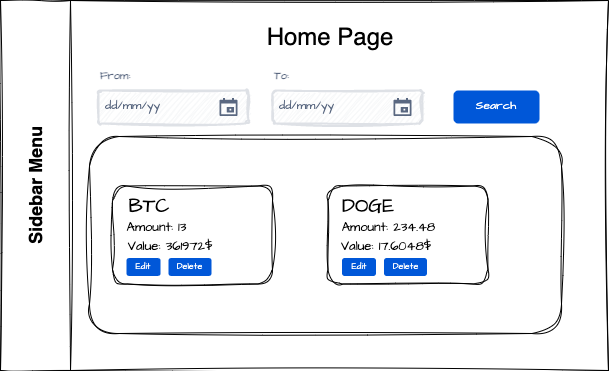 Home Page
Sidebar Menu
From: To:
dd/mm/yy dd/mm/yy Search
BTC
Amount: 13
Value: 361972$
Edit Delete
DOGE
Amount: 234.48
Value: 17.6048$
Edit Delete